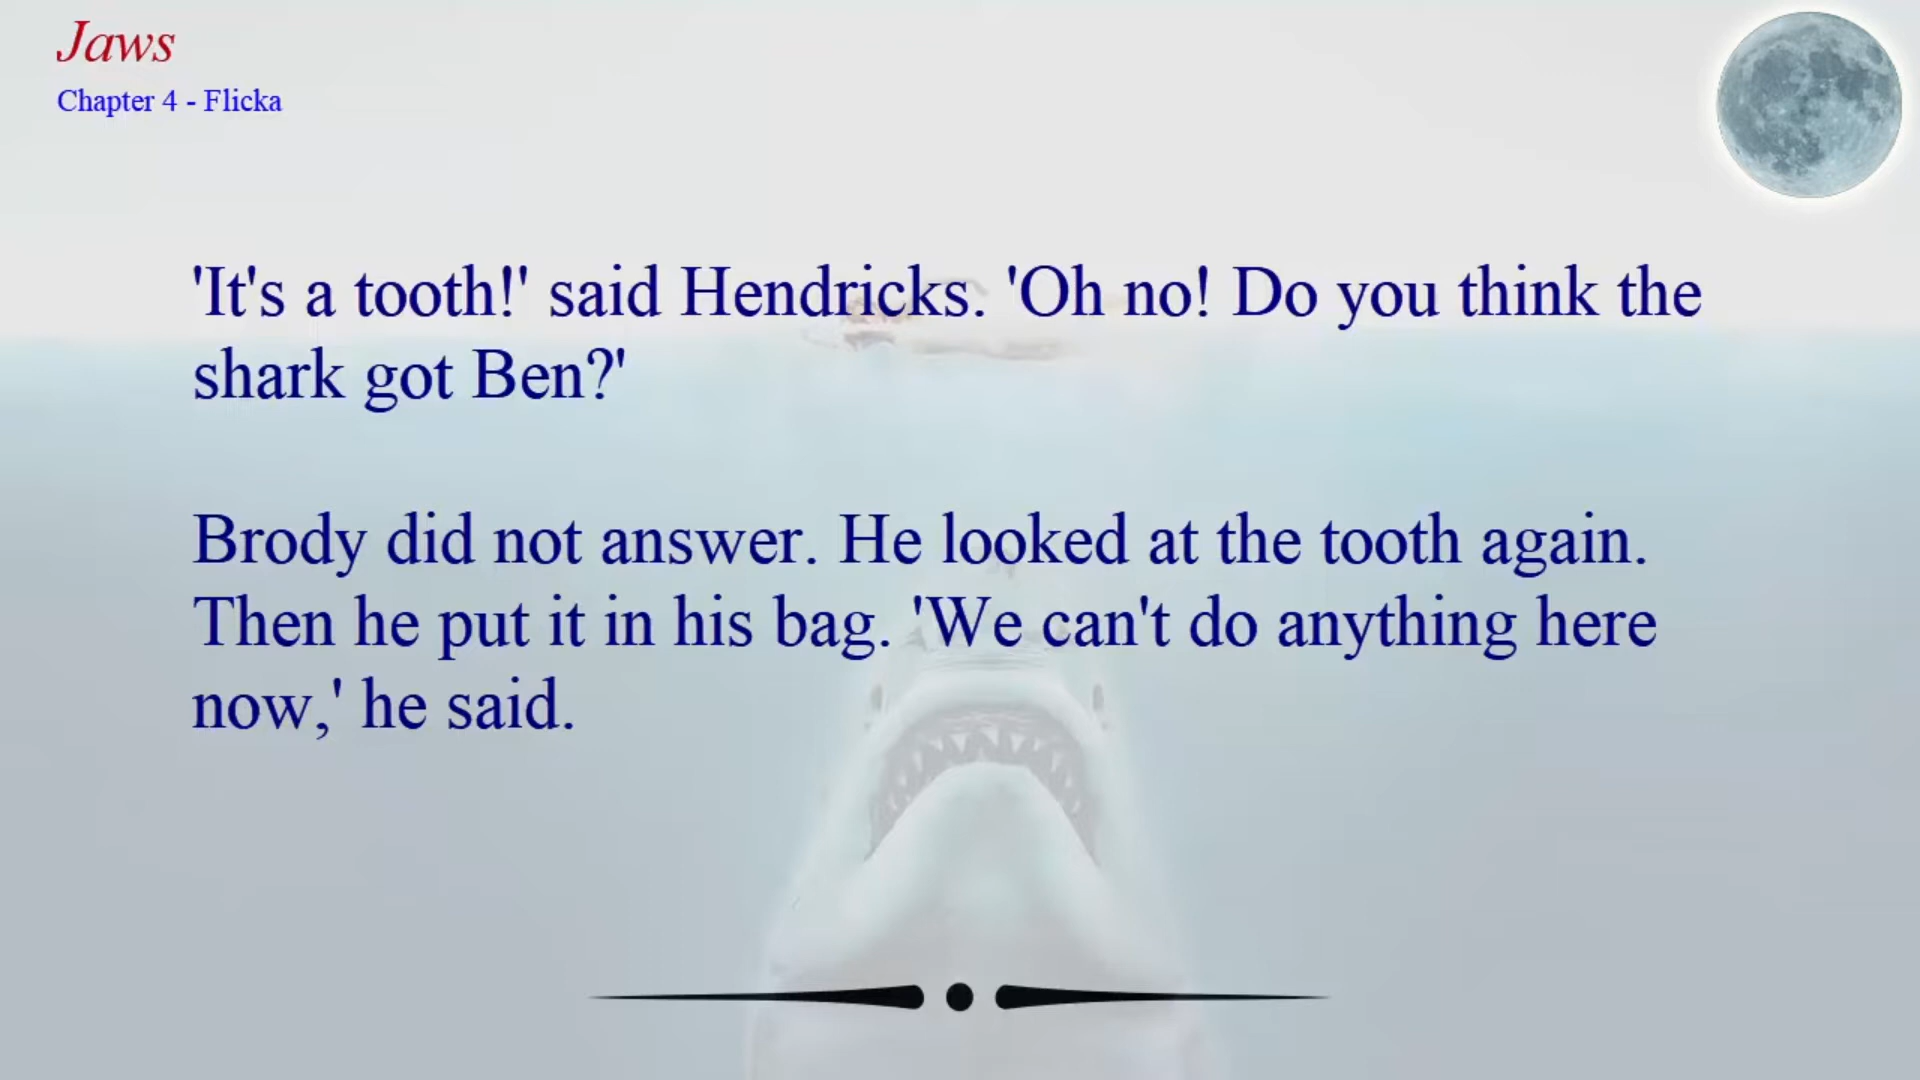 Jaws
Chapter 4 - Flicka
'It's a tooth!' said Hendricks. 'Oh no! Do you think the
shark got Ben?'
Brody did not answer. He looked at the tooth again.
Then he put it in his bag. 'We can't do anything here
now,' he said.